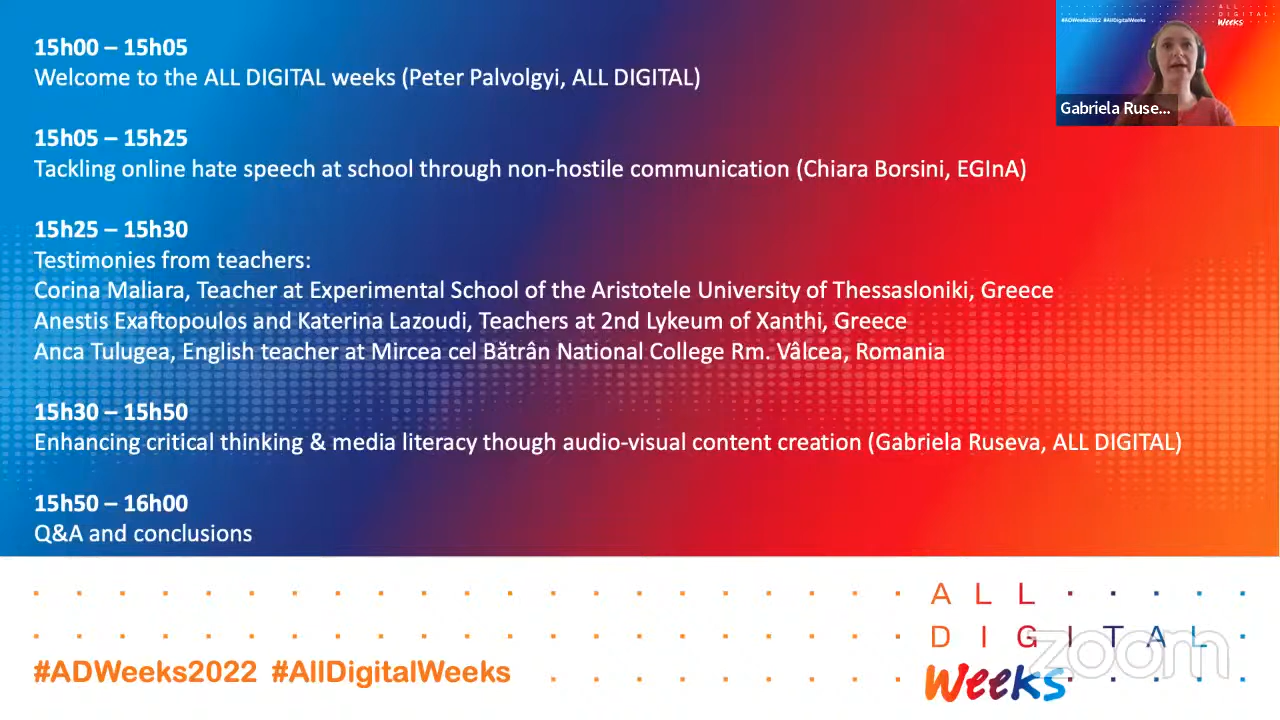 15h00 – 15h05
Welcome to the ALL DIGITAL weeks (Peter Palvolgyi, ALL DIGITAL)
15h05 – 15h25
Tackling online hate speech at school through non-hostile communication (Chiara Borsini, EGInA)
15h25 – 15h30
Testimonies from teachers:
Corina Maliara, Teacher at Experimental School of the Aristotele University of Thessasloniki, Greece
Anestis Exaftopoulos and Katerina Lazoudi, Teachers at 2nd Lykeum of Xanthi, Greece
Anca Tulugea, English teacher at Mircea cel Bătrân National College Rm. Vâlcea, Romania
15h30 – 15h50
Enhancing critical thinking & media literacy though audio-visual content creation (Gabriela Ruseva, ALL DIGITAL)
15h50 – 16h00
Q&A and conclusions
#ADWeeks2022 #AllDigitalWeeks
ALL
DIGITAL
Weeks
zoom
#ADWeeks2022 #AllDigitalWeeks
ALL
DIGITAL
Weeks
Gabriela Ruse...